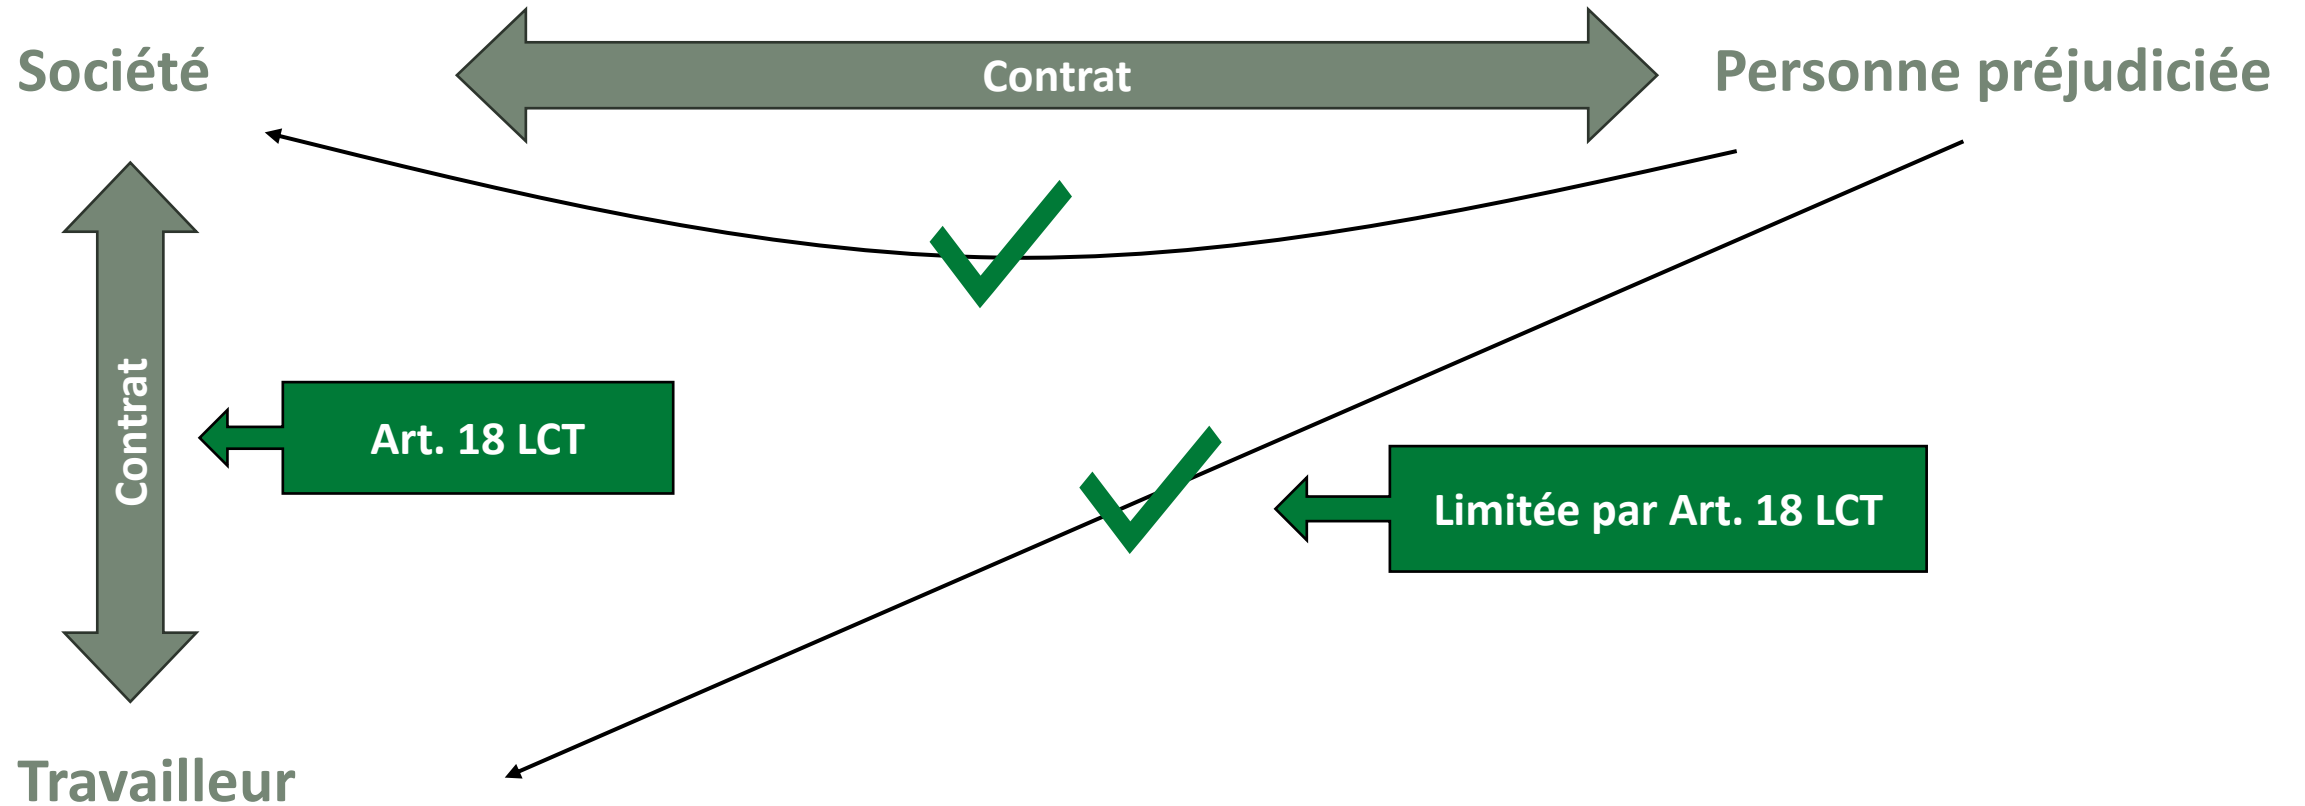 Société
Contrat
Personne préjudiciée
Contrat
Art. 18 LCT
Limitée par Art. 18 LCT
Travailleur